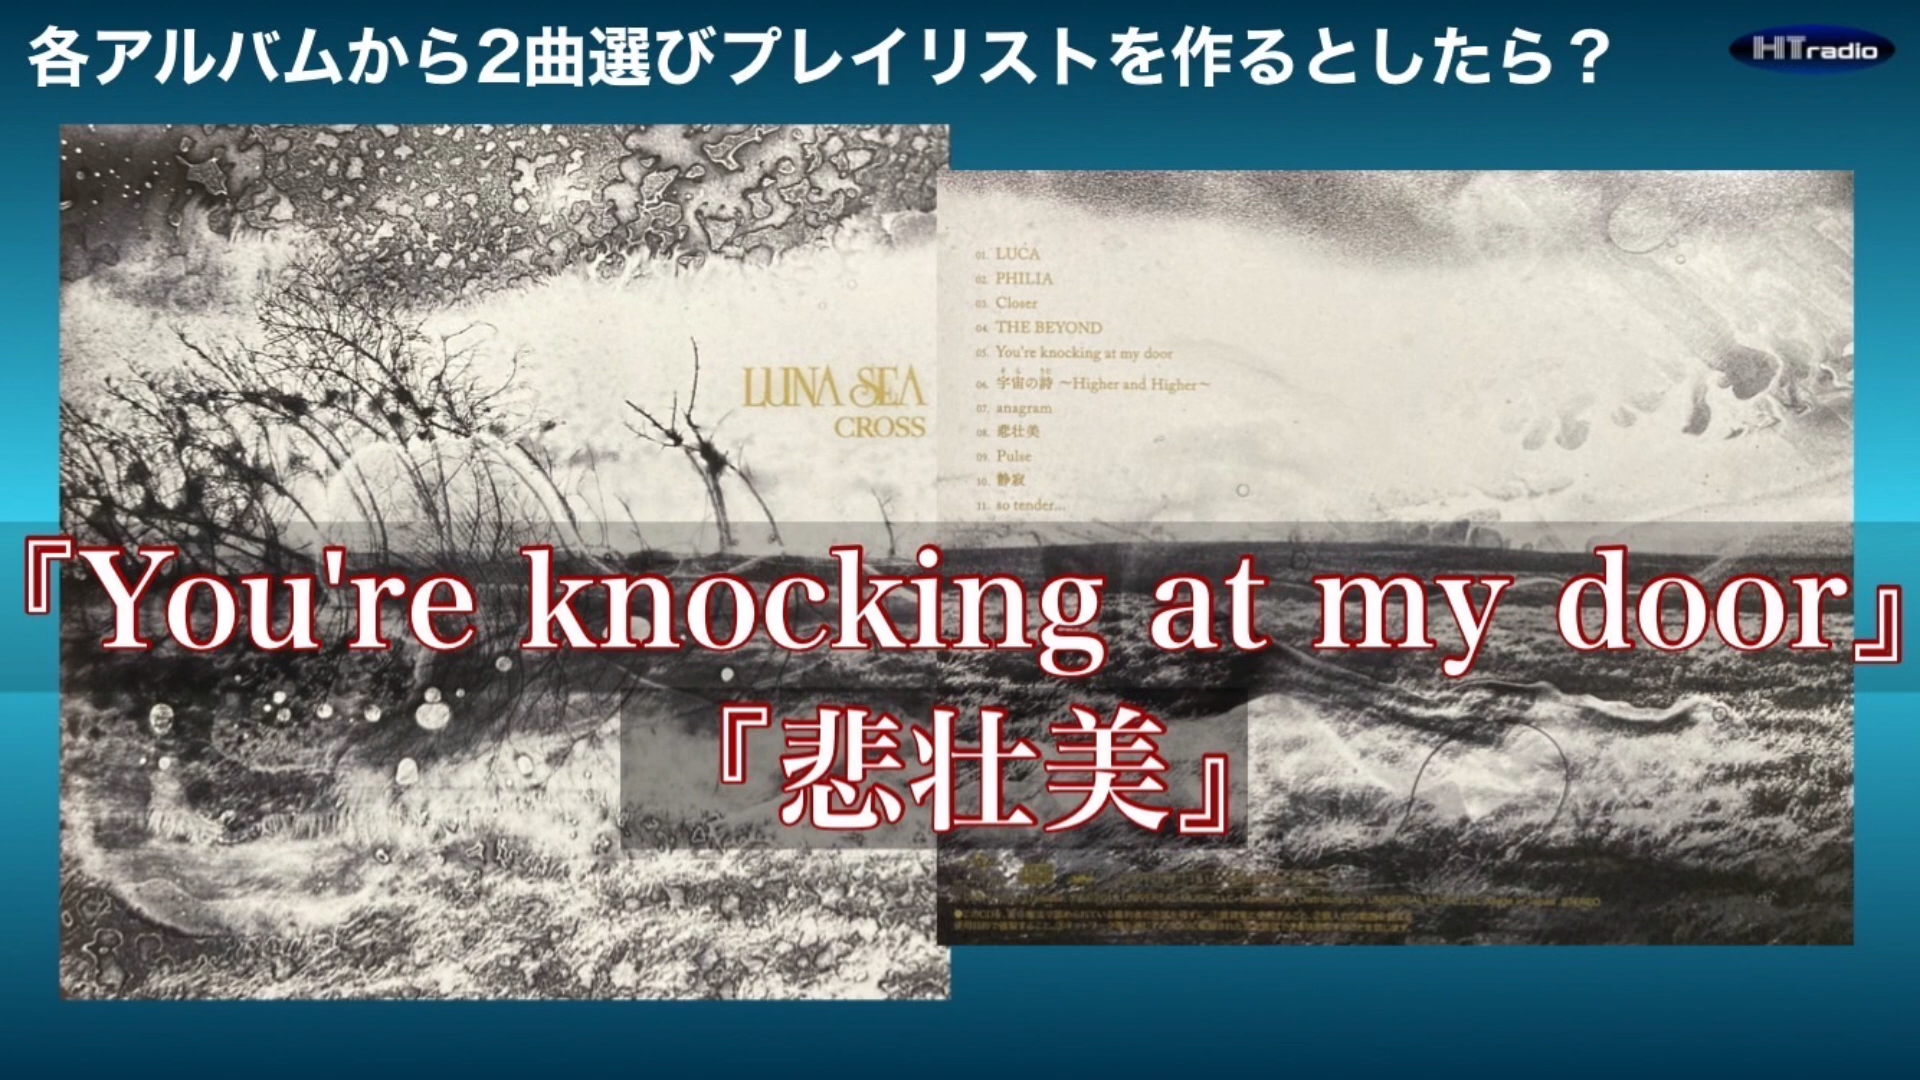 各アルバムから2曲選びプレイリストを作るとしたら？
HTradio
LUNA SEA
CROSS
01. LUCA
02. PHILIA
03. Closer
04. THE BEYOND
05. You're knocking at my door
06. 宇宙の詩 〜Higher and Higher〜
07. anagram
08. 悲壮美
09. Pulse
10. 静寂
11. so tender...
『You're knocking at my door』
『悲壮美』